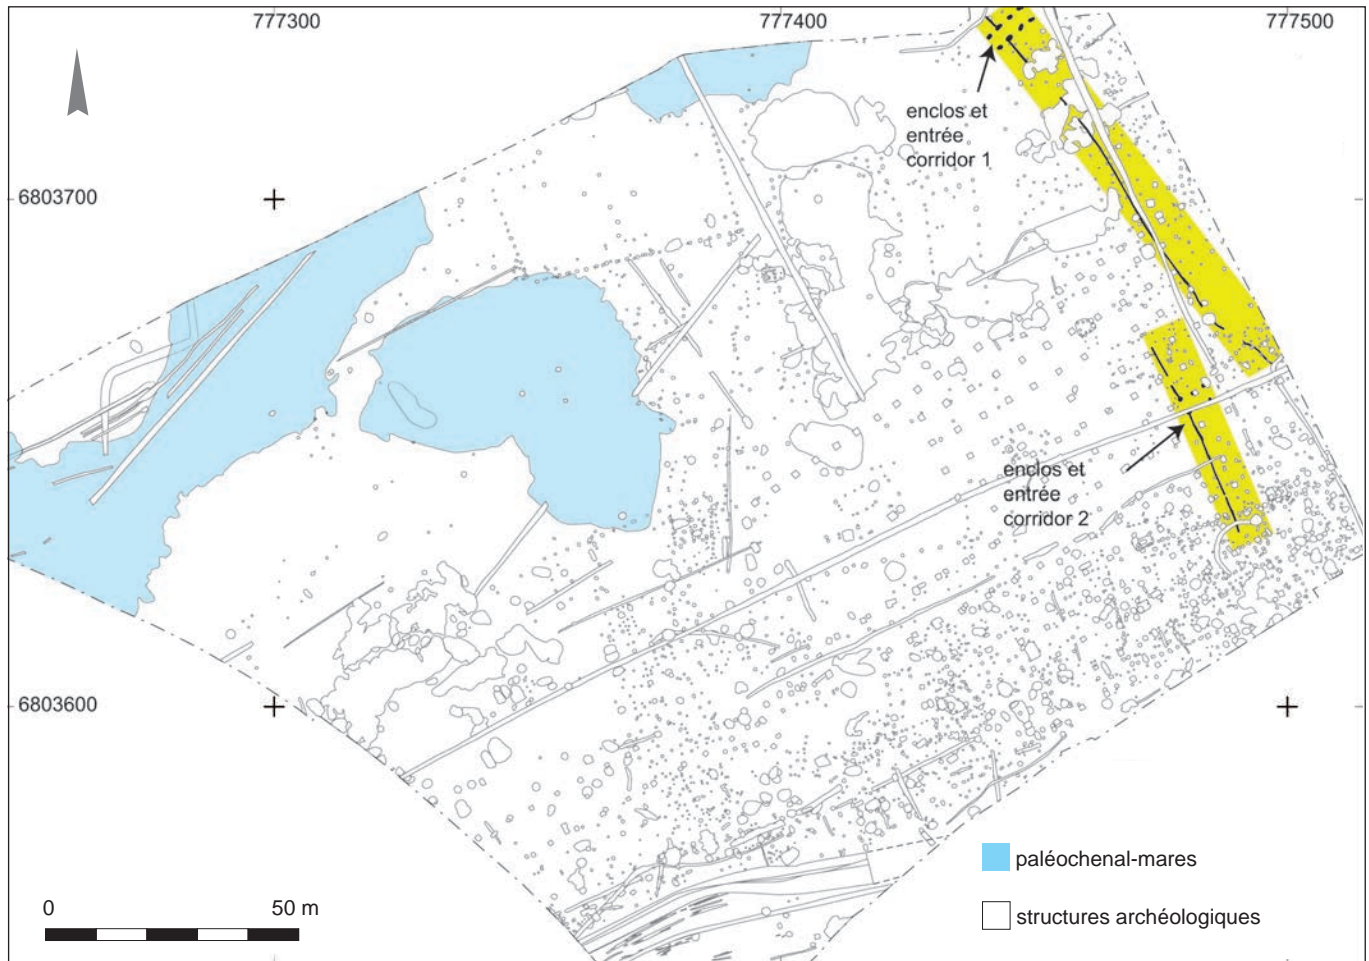 777300
777400
777500
enclos et
entrée
corridor 1
6803700
enclos et
entrée
corridor 2
6803600
paléochenal-mares
0 50 m
structures archéologiques